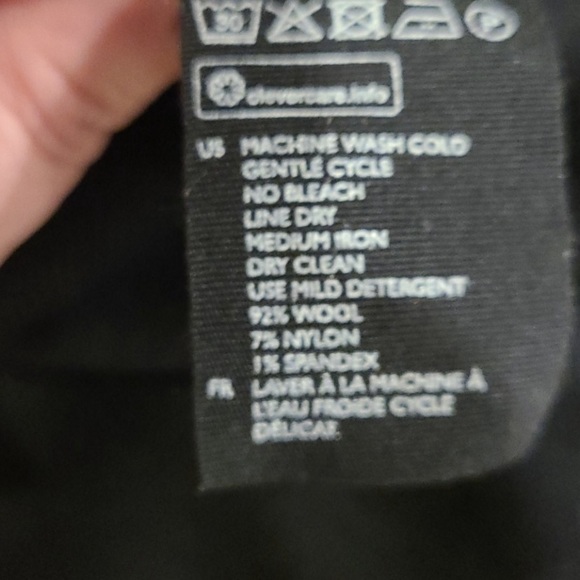 clevercare.info
US MACHINE WASH COLD
GENTLE CYCLE
NO BLEACH
LINE DRY
MEDIUM IRON
DRY CLEAN
USE MILD DETERGENT
92% WOOL
7% NYLON
1% SPANDEX
FR LAVER À LA MACHINE À
L'EAU FROIDE CYCLE
DÉLICAT.